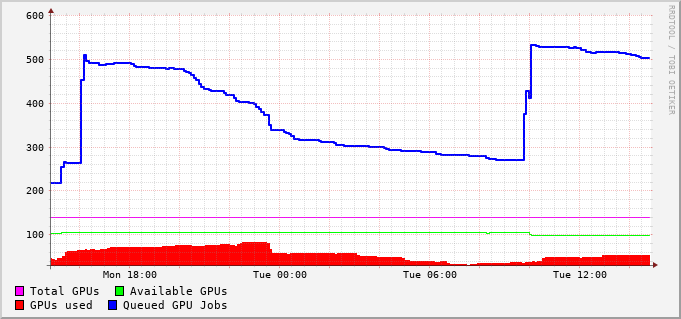 600
500
400
300
200
100
Mon 18:00 Tue 00:00 Tue 06:00 Tue 12:00
Total GPUs Available GPUs
GPUs used Queued GPU Jobs
RRDTOOL / TOBI OETIKER